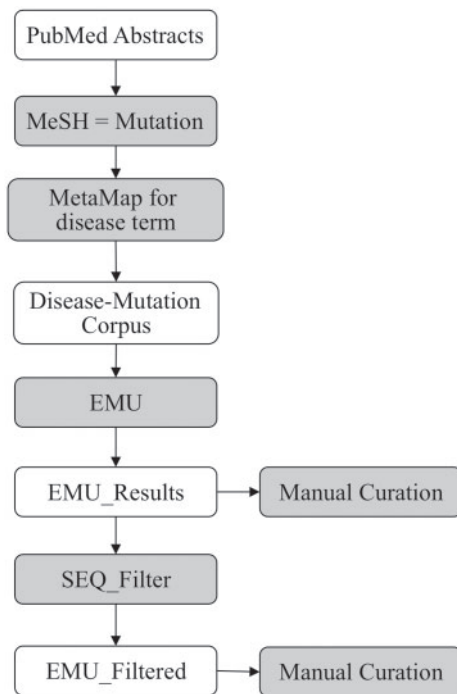 PubMed Abstracts
MeSH = Mutation
MetaMap for
disease term
Disease-Mutation
Corpus
EMU
EMU_Results
Manual Curation
SEQ_Filter
EMU_Filtered
Manual Curation